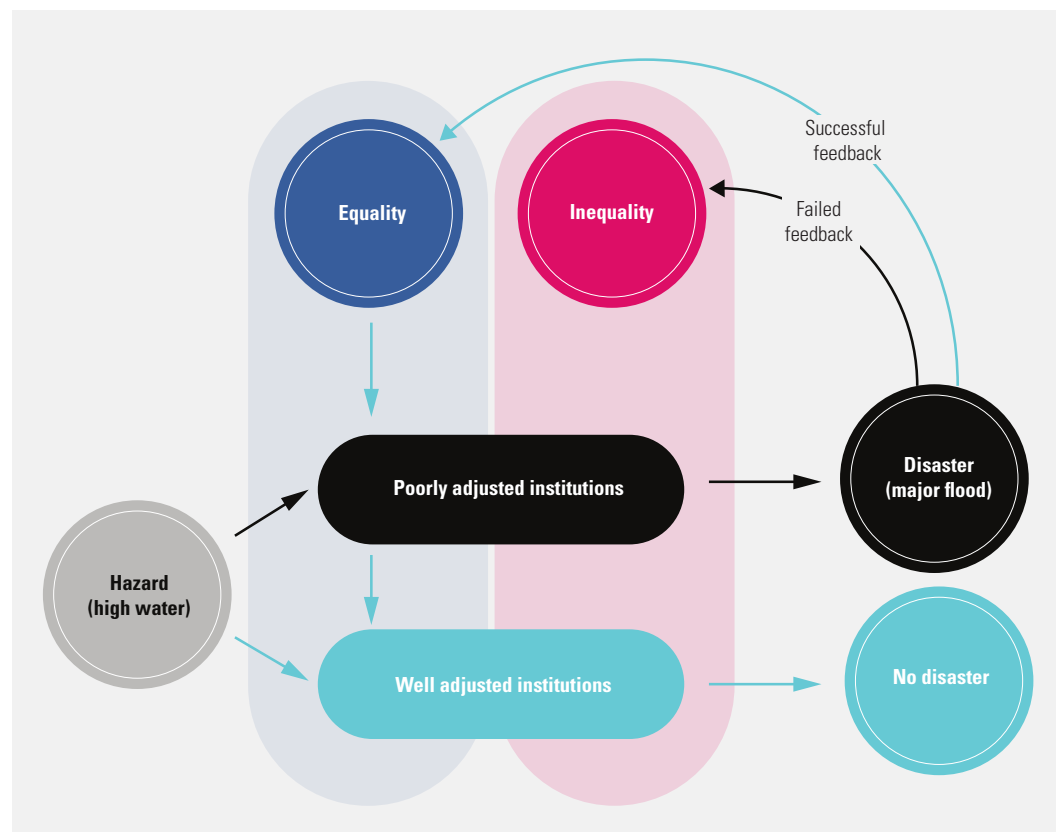 Successful
feedback
Equality
Inequality
Failed
feedback
Poorly adjusted institutions
Disaster
(major flood)
Hazard
(high water)
Well adjusted institutions
No disaster